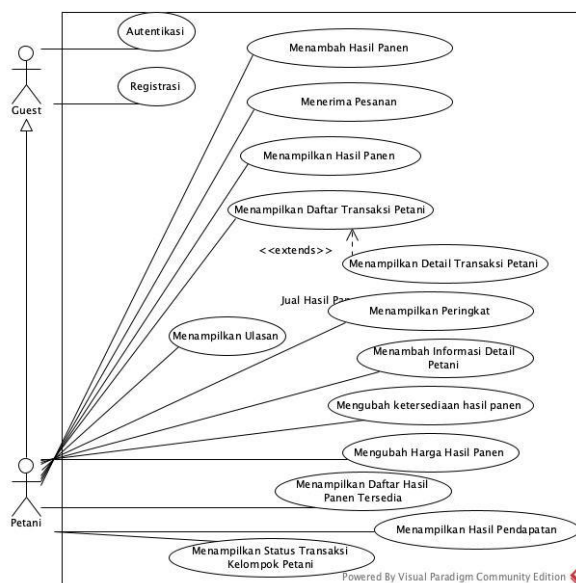 Autentikasi
Menambah Hasil Panen
Registrasi
Guest
Menerima Pesanan
Menampilkan Hasil Panen
Menampilkan Daftar Transaksi Petani
<<extends>>
Menampilkan Detail Transaksi Petani
Jual Hasil
Menampilkan Peringkat
Menampilkan Ulasan
Menambah Informasi Detail
Petani
Mengubah ketersediaan hasil panen
Mengubah Harga Hasil Panen
Menampilkan Daftar Hasil
Panen Tersedia
Petani
Menampilkan Hasil Pendapatan
Menampilkan Status Transaksi
Kelompok Petani
Powered By Visual Paradigm Community Edition